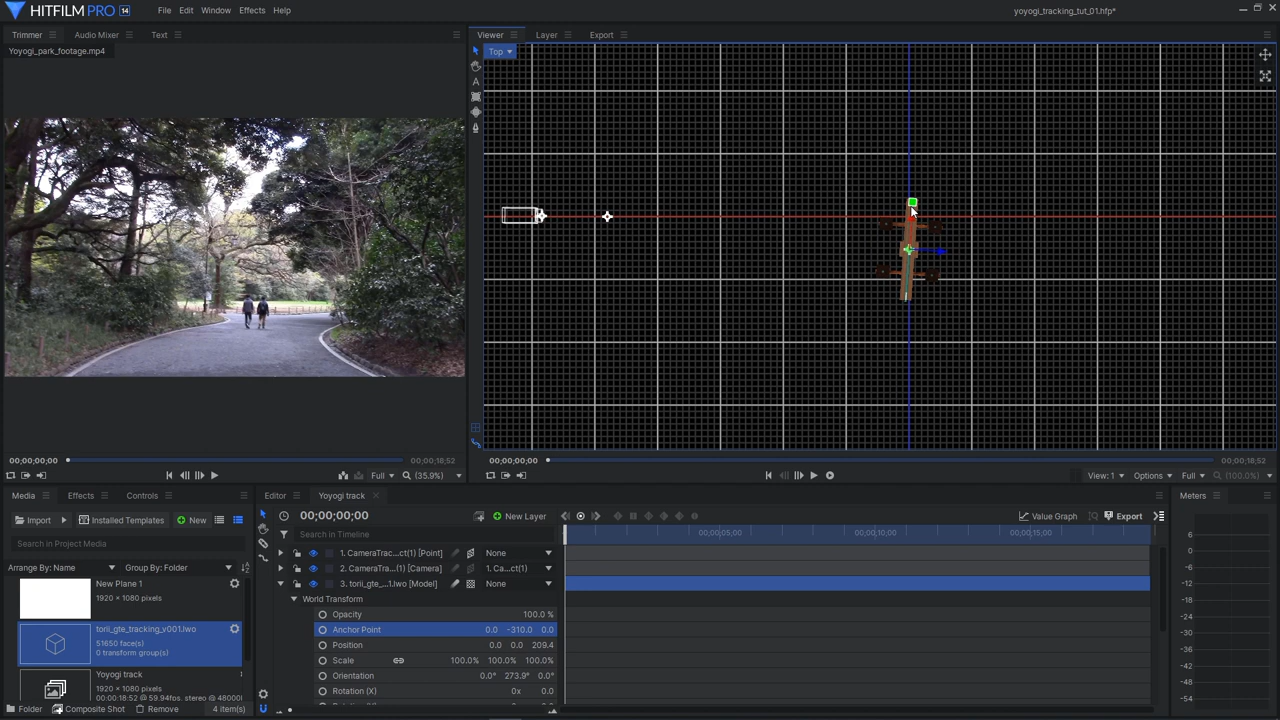 HITFILM PRO 14
File Edit Window Effects Help
yoyogi_tracking_tut_01.hfp*
Trimmer Audio Mixer Text
Yoyogi_park_footage.mp4
00;00;00;00
00;00;18;52
Full (35.9%)
Viewer Layer Export
Top
00;00;00;00
00;00;18;52
View: 1 Options Full (100.0%)
Media Effects Controls
Import Installed Templates New
Search in Project Media
Arrange By: Name Group By: Folder
New Plane 1
1920 × 1080 pixels
torii_gte_tracking_v001.lwo
51650 face(s)
0 transform group(s)
Yoyogi track
1920 × 1080 pixels
00:00:18;52 @ 59.94fps. stereo @ 48000
Folder Composite Shot Remove 4 item(s)
Editor Yoyogi track
00;00;00;00 New Layer
Value Graph Export
Search in Timeline
00;00;05;00 00;00;10;00 00;00;15;00
1. CameraTrac...ct(1) [Point] None
2. CameraTra...(1) [Camera] 1. Ca...ct(1)
3. torii_gte_...1.lwo [Model] None
World Transform
Opacity 100.0 %
Anchor Point 0.0 -310.0 0.0
Position 0.0 0.0 209.4
Scale 100.0% 100.0% 100.0%
Orientation 0.0° 273.9° 0.0°
Rotation (X) 0x 0.0
Meters
6
0
-6
-12
-18
-24
-30
-36
-42
-48
-54